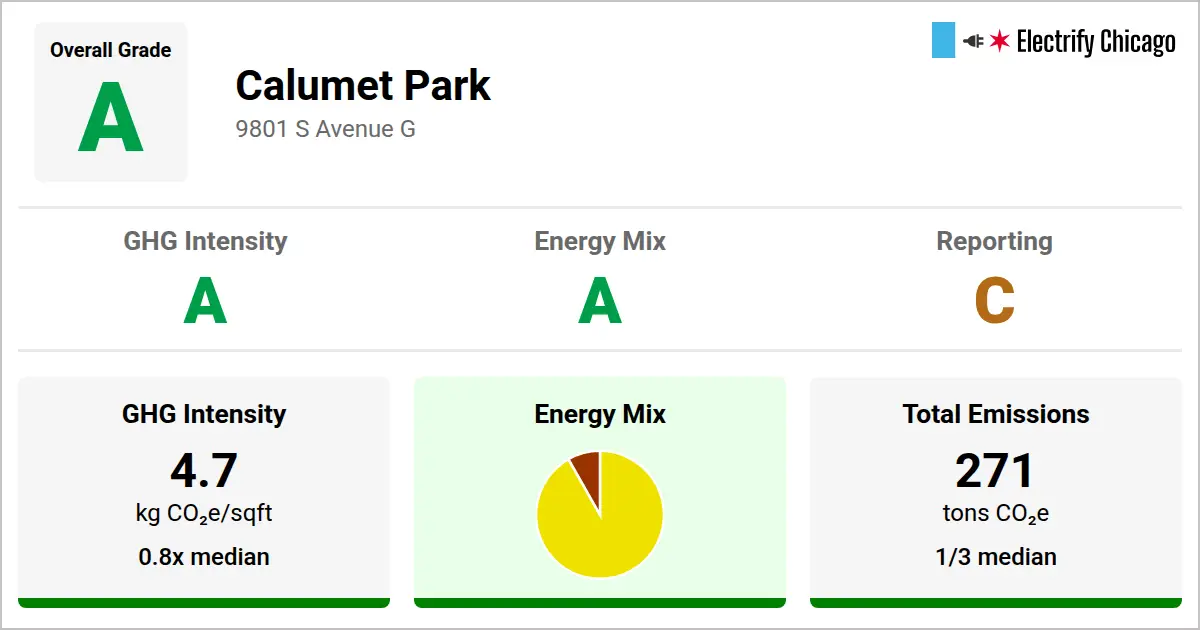 Overall Grade
A
Calumet Park
9801 S Avenue G
Electrify Chicago
GHG Intensity
A
Energy Mix
A
Reporting
C
GHG Intensity
4.7
kg CO₂e/sqft
0.8x median
Energy Mix
Total Emissions
271
tons CO₂e
1/3 median